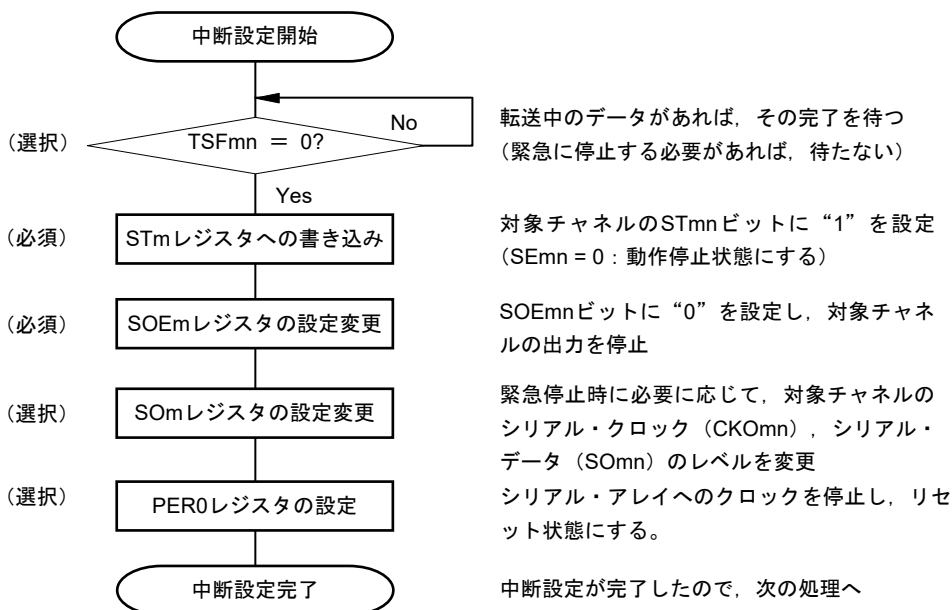 中断設定開始
No
(選択)
TSFmn = 0?
転送中のデータがあれば，その完了を待つ
(緊急に停止する必要があれば，待たない)
Yes
(必須)
STmレジスタへの書き込み
対象チャネルのSTmnビットに“1”を設定
(SEmn = 0：動作停止状態にする)
(必須)
SOEmレジスタの設定変更
SOEmnビットに“0”を設定し，対象チャネ
ルの出力を停止
(選択)
SOmレジスタの設定変更
緊急停止時に必要に応じて，対象チャネルの
シリアル・クロック（CKOmn），シリアル・
データ（SOmn）のレベルを変更
(選択)
PER0レジスタの設定
シリアル・アレイへのクロックを停止し，リセ
ット状態にする。
中断設定完了
中断設定が完了したので，次の処理へ